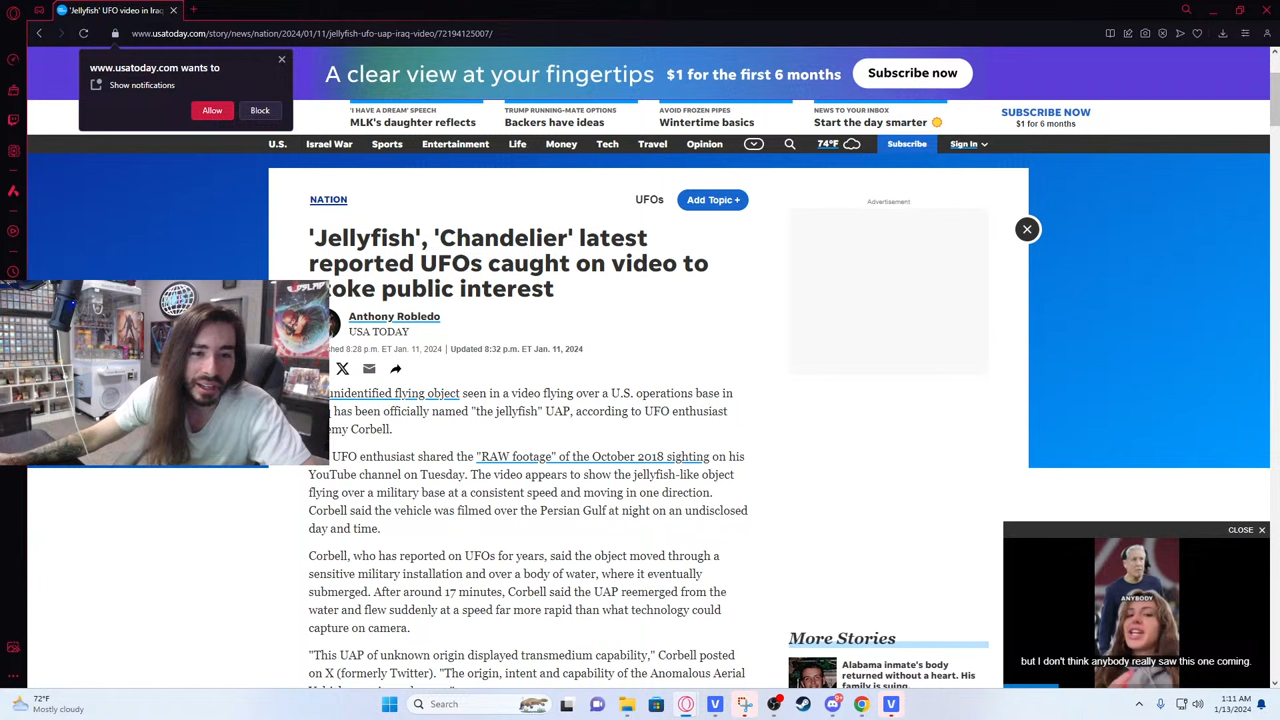 'Jellyfish' UFO video in Iraq
www.usatoday.com/story/news/nation/2024/01/11/jellyfish-ufo-uap-iraq-video/72194125007/
www.usatoday.com wants to
Show notifications
Allow
Block
A clear view at your fingertips
$1 for the first 6 months
Subscribe now
'I HAVE A DREAM' SPEECH
MLK's daughter reflects
TRUMP RUNNING-MATE OPTIONS
Backers have ideas
AVOID FROZEN PIPES
Wintertime basics
NEWS TO YOUR INBOX
Start the day smarter
SUBSCRIBE NOW
$1 for 6 months
U.S.
Israel War
Sports
Entertainment
Life
Money
Tech
Travel
Opinion
74°F
Subscribe
Sign In
NATION
UFOs
Add Topic +
'Jellyfish', 'Chandelier' latest
reported UFOs caught on video to
oke public interest
Anthony Robledo
USA TODAY
hed 8:28 p.m. ET Jan. 11, 2024 | Updated 8:32 p.m. ET Jan. 11, 2024
unidentified flying object seen in a video flying over a U.S. operations base in
has been officially named "the jellyfish" UAP, according to UFO enthusiast
emy Corbell.
UFO enthusiast shared the "RAW footage" of the October 2018 sighting on his
YouTube channel on Tuesday. The video appears to show the jellyfish-like object
flying over a military base at a consistent speed and moving in one direction.
Corbell said the vehicle was filmed over the Persian Gulf at night on an undisclosed
day and time.
Corbell, who has reported on UFOs for years, said the object moved through a
sensitive military installation and over a body of water, where it eventually
submerged. After around 17 minutes, Corbell said the UAP reemerged from the
water and flew suddenly at a speed far more rapid than what technology could
capture on camera.
"This UAP of unknown origin displayed transmedium capability," Corbell posted
on X (formerly Twitter). "The origin, intent and capability of the Anomalous Aerial
Advertisement
More Stories
Alabama inmate's body
returned without a heart. His
family is suing.
CLOSE
ANYBODY
but I don't think anybody really saw this one coming.
72°F
Mostly cloudy
Search
1:11 AM
1/13/2024